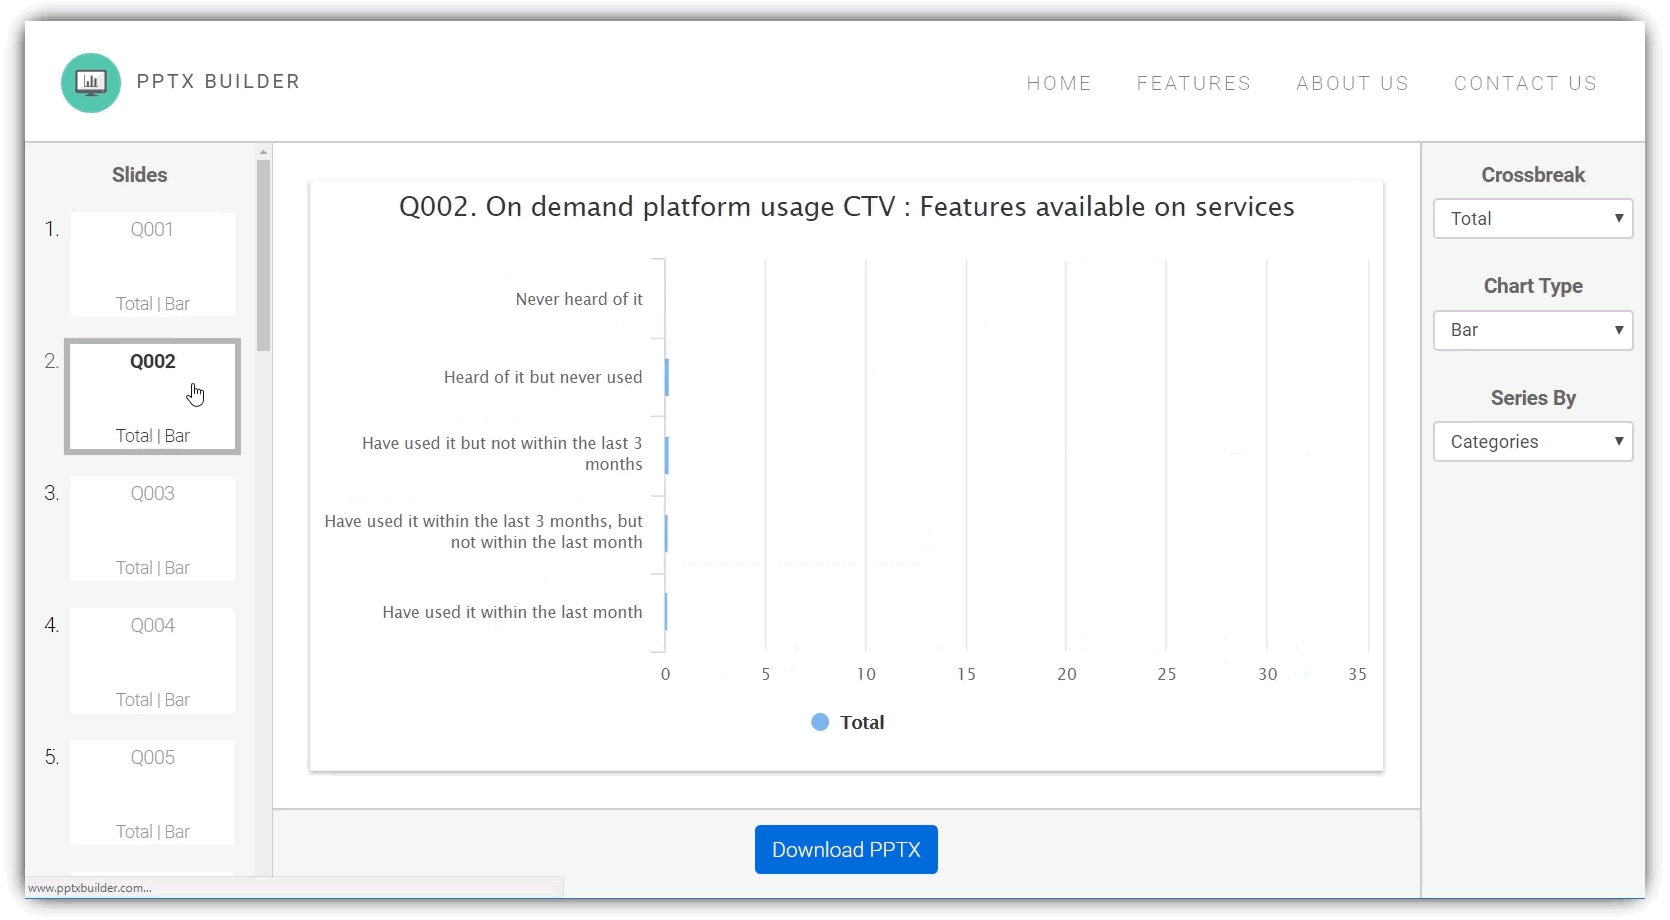 PPTX BUILDER
HOME
FEATURES
ABOUT US
CONTACT US
Slides
1.
Q001
Total | Bar
2.
Q002
Total | Bar
3.
Q003
Total | Bar
4.
Q004
Total | Bar
5.
Q005
Total | Bar
Q002. On demand platform usage CTV : Features available on services
Never heard of it
Heard of it but never used
Have used it but not within the last 3
months
Have used it within the last 3 months, but
not within the last month
Have used it within the last month
0 5 10 15 20 25 30 35
Total
Download PPTX
Crossbreak
Total
Chart Type
Bar
Series By
Categories
www.pptxbuilder.com...